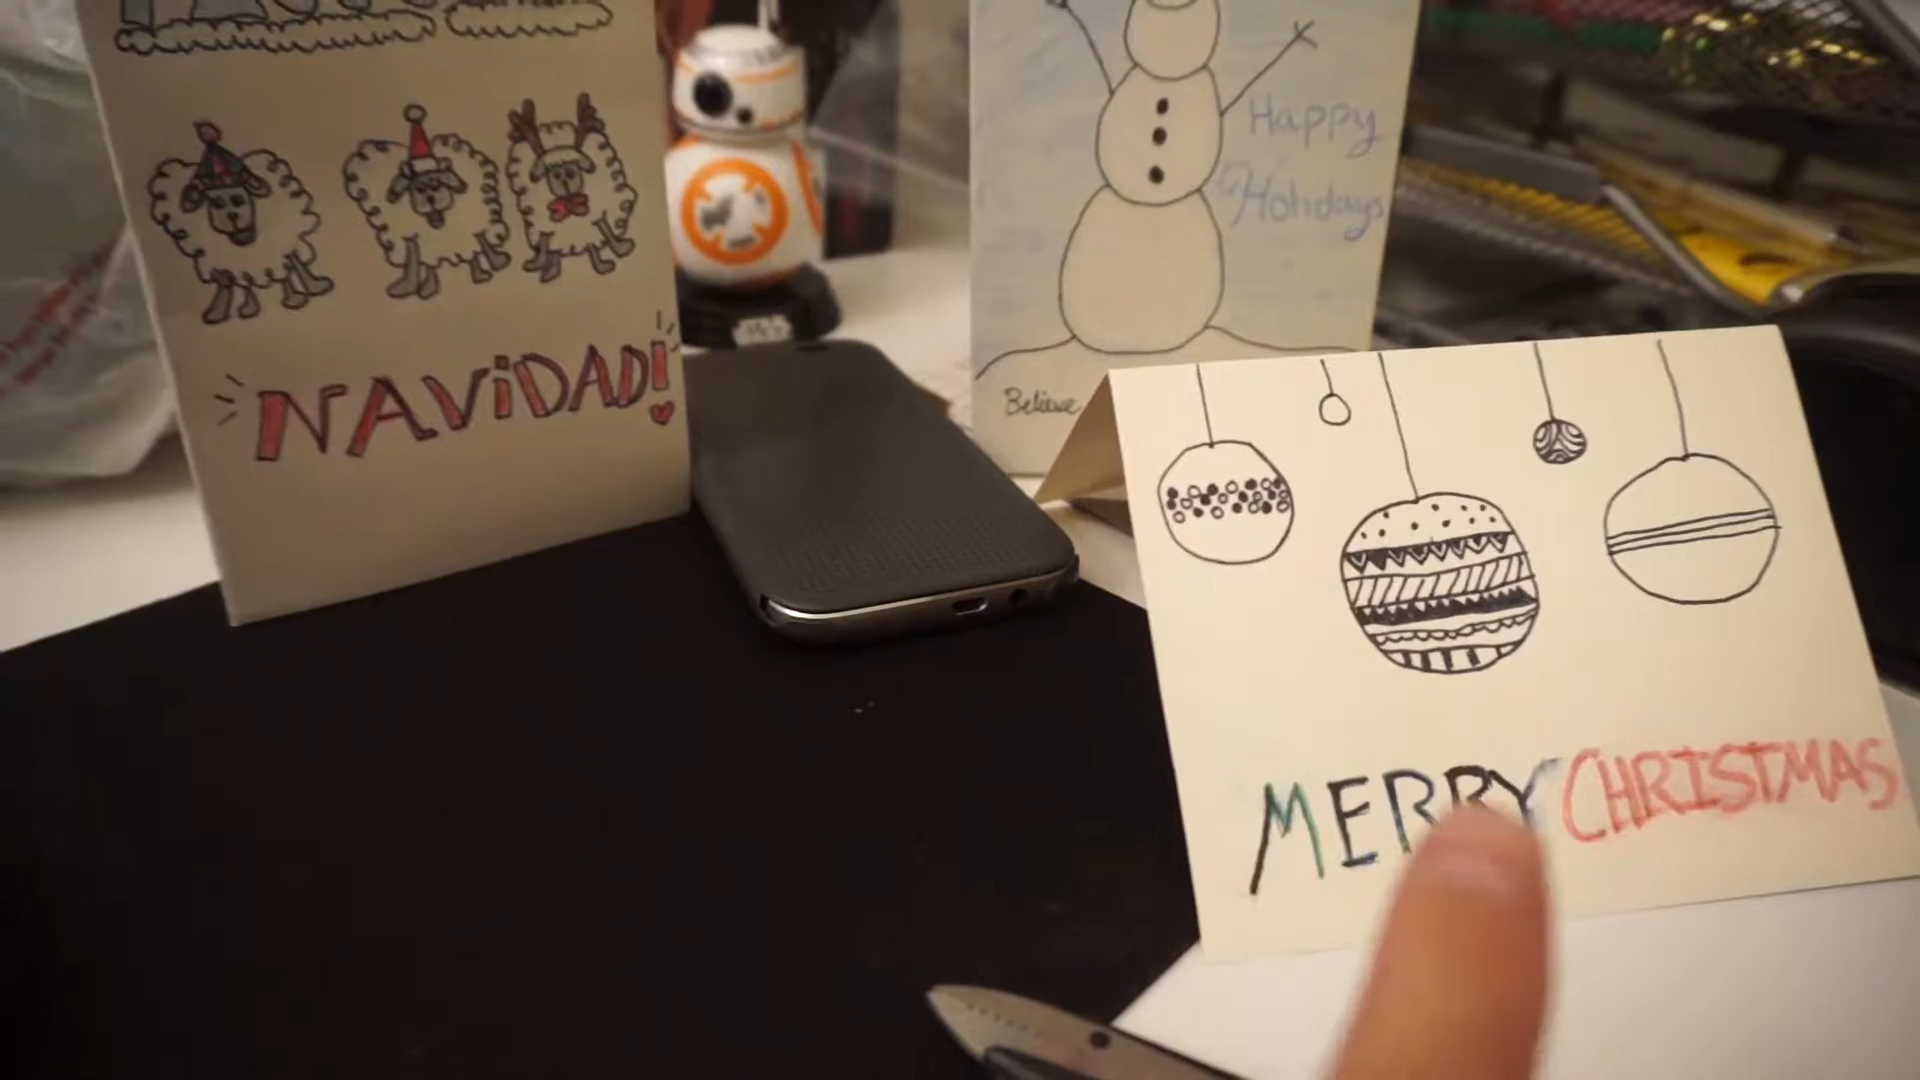 NAVIDAD!
Happy
Holidays
Believe
MERRY CHRISTMAS